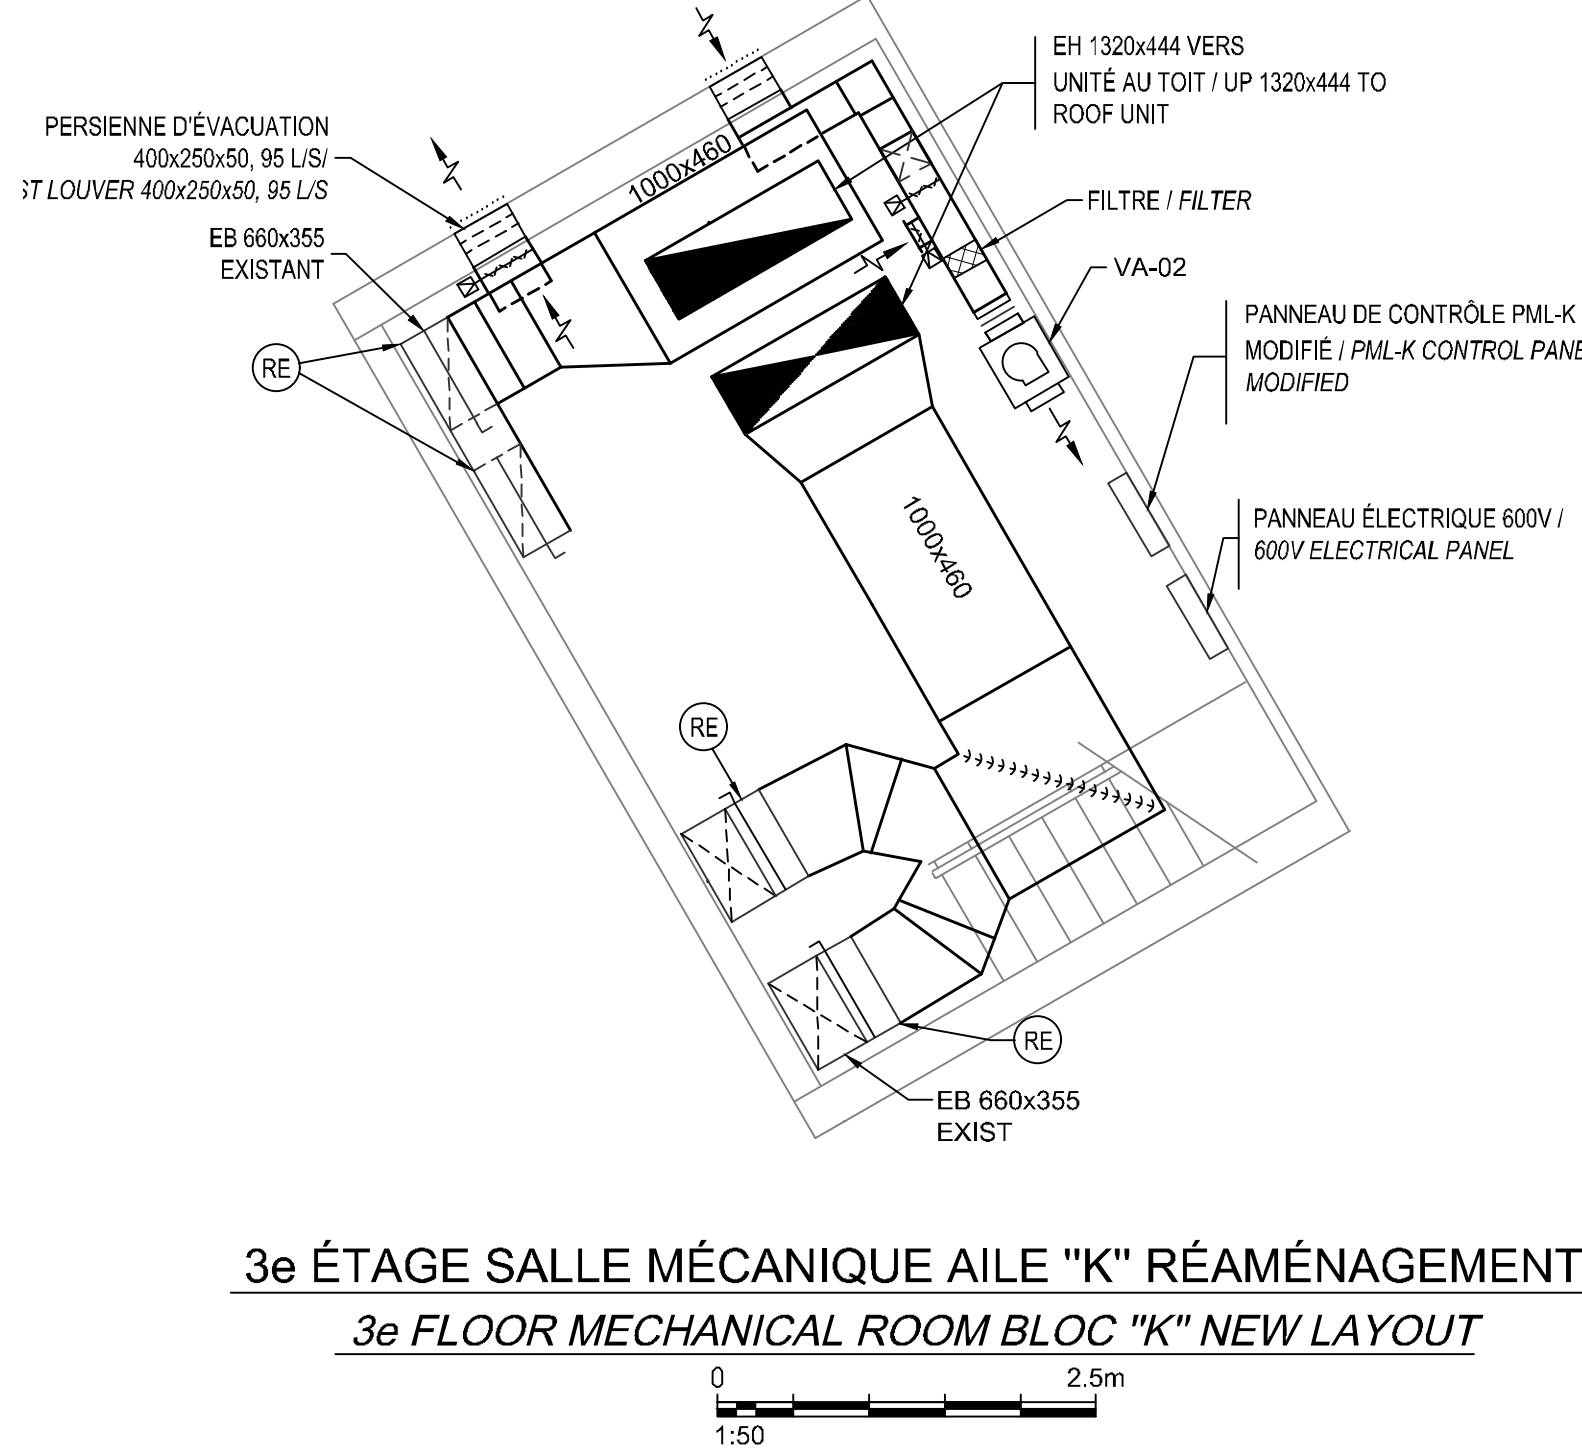 EH 1320x444 VERS
UNITÉ AU TOIT / UP 1320x444 TO
ROOF UNIT
PERSIENNE D'ÉVACUATION
400x250x50, 95 L/S/
ST LOUVER 400x250x50, 95 L/S
1000x460
FILTRE / FILTER
EB 660x355
EXISTANT
VA-02
PANNEAU DE CONTRÔLE PML-K
MODIFIÉ / PML-K CONTROL PANE
MODIFIED
RE
1000x460
PANNEAU ÉLECTRIQUE 600V /
600V ELECTRICAL PANEL
RE
RE
EB 660x355
EXIST
3e ÉTAGE SALLE MÉCANIQUE AILE "K" RÉAMÉNAGEMENT
3e FLOOR MECHANICAL ROOM BLOC "K" NEW LAYOUT
0 2.5m
1:50